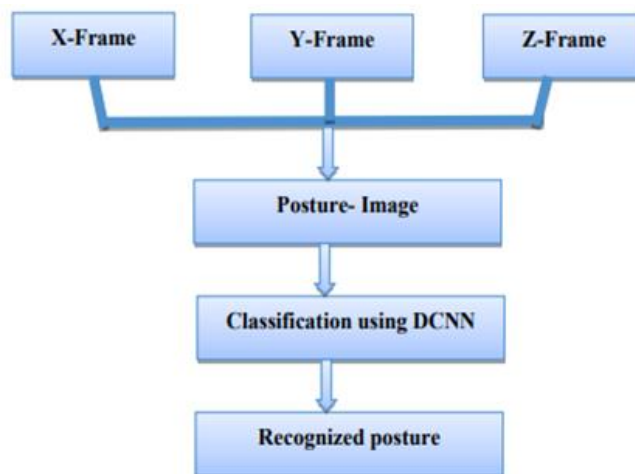 X-Frame
Y-Frame
Z-Frame
Posture- Image
Classification using DCNN
Recognized posture